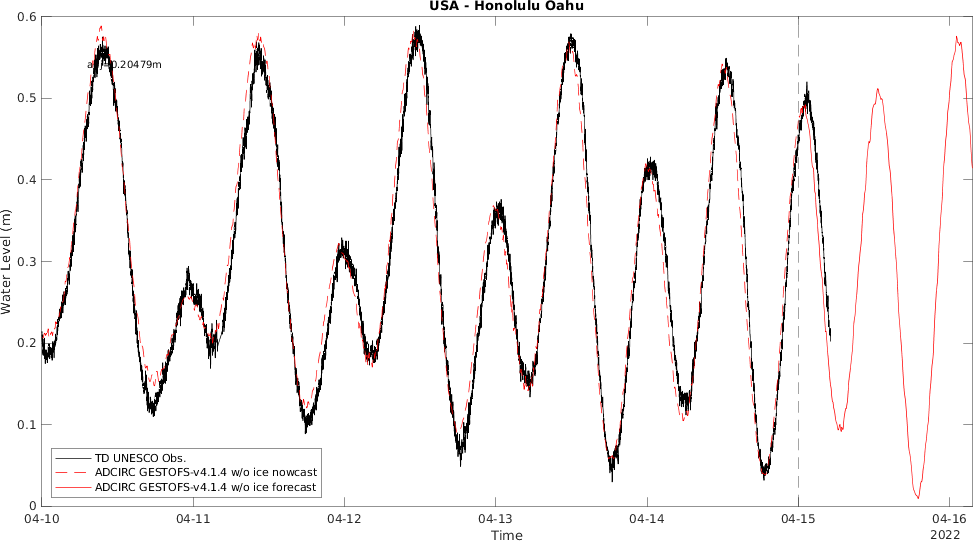 USA - Honolulu Oahu
0.6
0.5
0.4
0.3
0.2
0.1
0
Water Level (m)
0.20479m
TD UNESCO Obs.
ADCIRC GESTOFS-v4.1.4 w/o ice nowcast
ADCIRC GESTOFS-v4.1.4 w/o ice forecast
04-10 04-11 04-12 04-13 04-14 04-15 04-16
Time
2022